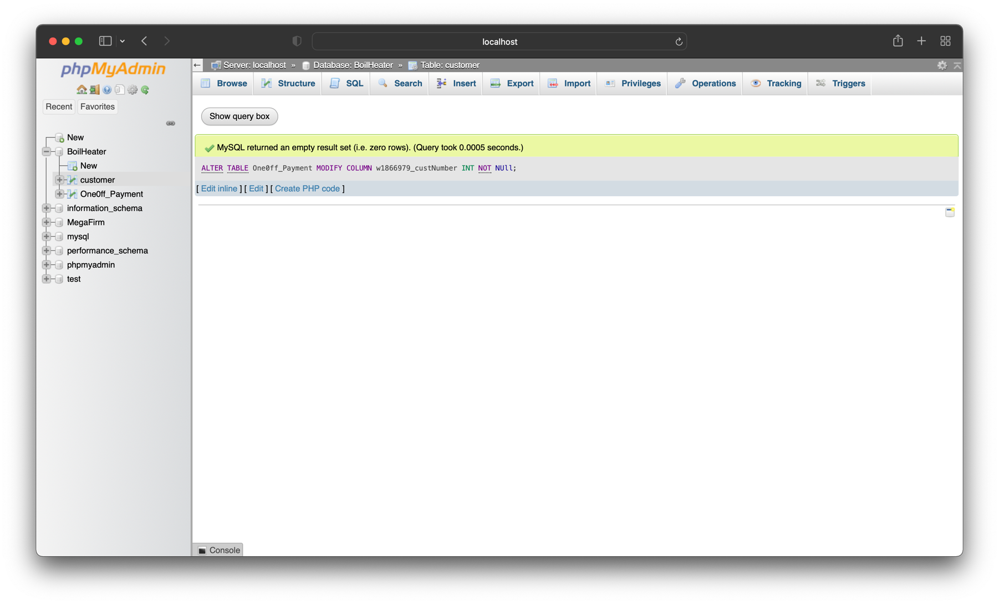 localhost
phpMyAdmin
Recent Favorites
New
BoilHeater
New
customer
One0ff_Payment
information_schema
MegaFirm
mysql
performance_schema
phpmyadmin
test
Server: localhost » Database: BoilHeater » Table: customer
Browse Structure SQL Search Insert Export Import Privileges Operations Tracking Triggers
Show query box
MySQL returned an empty result set (i.e. zero rows). (Query took 0.0005 seconds.)
ALTER TABLE One0ff_Payment MODIFY COLUMN w1866979_custNumber INT NOT NUll;
[ Edit inline ] [ Edit ] [ Create PHP code ]
Console